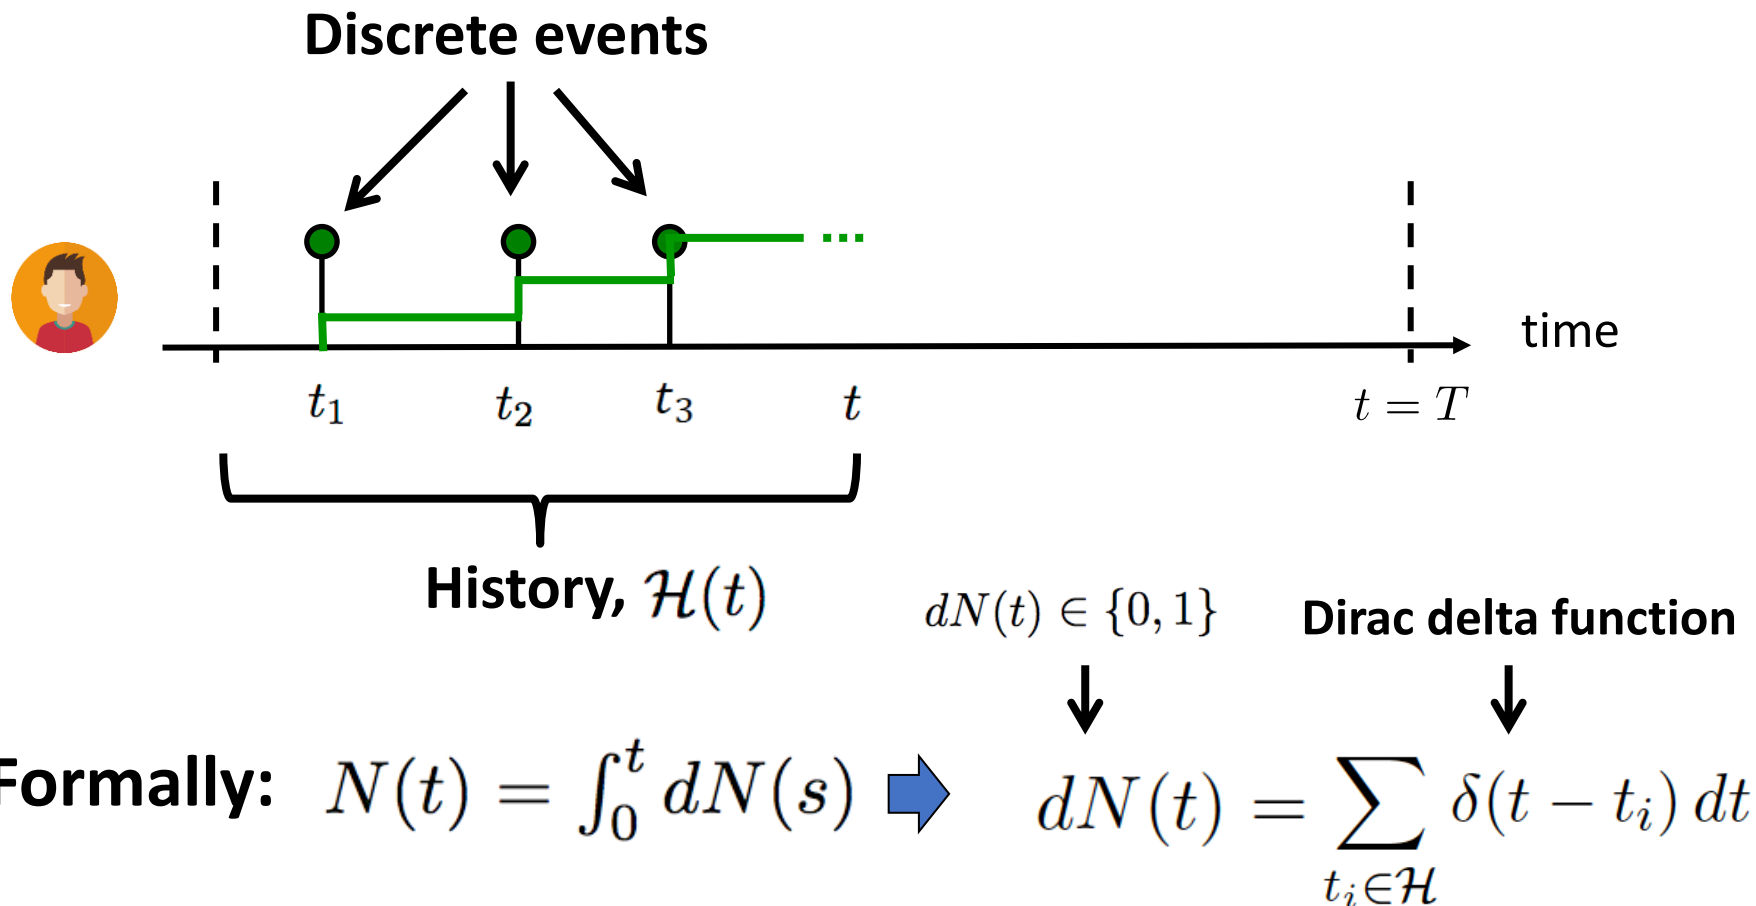 Discrete events
time
t₁ t₂ t₃ t t = T
History, ℋ(t)
dN(t) ∈ {0, 1} Dirac delta function
Formally: N(t) = ∫₀ᵗ dN(s) dN(t) = ∑_{tᵢ∈ℋ} δ(t − tᵢ) dt